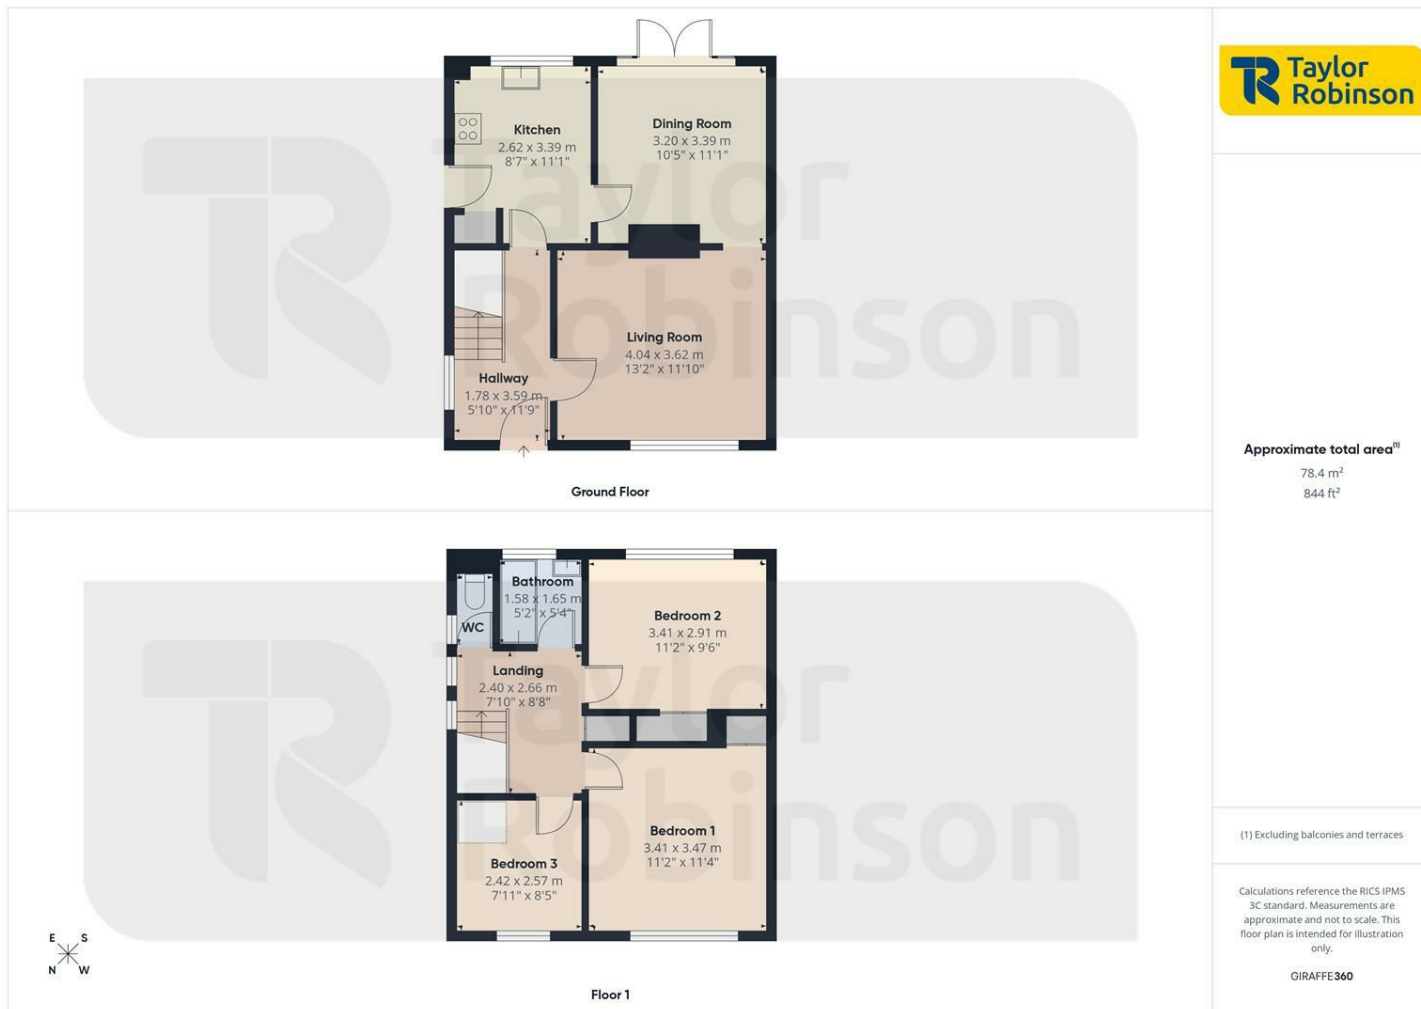 Taylor
Robinson
Kitchen
2.62 x 3.39 m
8'7" x 11'1"
Dining Room
3.20 x 3.39 m
10'5" x 11'1"
Living Room
4.04 x 3.62 m
13'2" x 11'10"
Hallway
1.78 x 3.59 m
5'10" x 11'9"
Taylor
Robinson
Ground Floor
Bathroom
1.58 x 1.65 m
5'2" x 5'4"
WC
Bedroom 2
3.41 x 2.91 m
11'2" x 9'6"
Landing
2.40 x 2.66 m
7'10" x 8'8"
Bedroom 1
3.41 x 3.47 m
11'2" x 11'4"
Bedroom 3
2.42 x 2.57 m
7'11" x 8'5"
Taylor
Robinson
E S
N W
Floor 1
Approximate total area(1)
78.4 m²
844 ft²
(1) Excluding balconies and terraces
Calculations reference the RICS IPMS
3C standard. Measurements are
approximate and not to scale. This
floor plan is intended for illustration
only.
GIRAFFE360